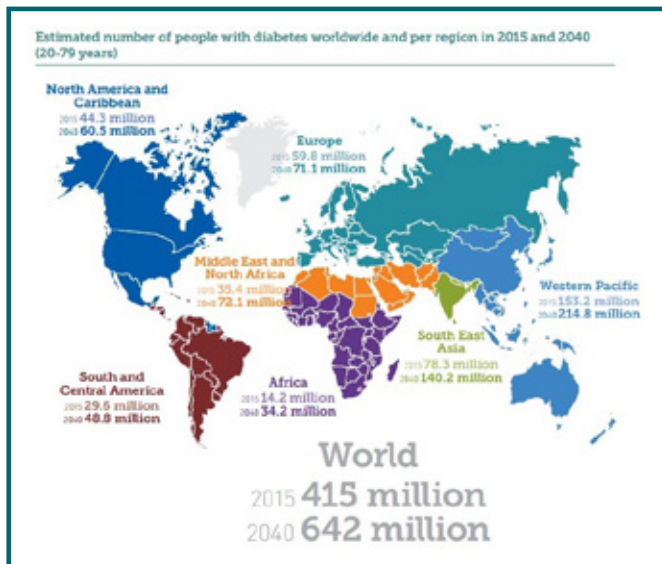 Estimated number of people with diabetes worldwide and per region in 2015 and 2040
(20-79 years)
North America and
Caribbean
2015 44.3 million
2040 60.5 million
Europe
2015 59.8 million
2040 71.1 million
Middle East and
North Africa
2015 35.4 million
2040 72.1 million
Western Pacific
2015 153.2 million
2040 214.8 million
South East
Asia
2015 78.3 million
2040 140.2 million
South and
Central America
2015 29.6 million
2040 48.8 million
Africa
2015 14.2 million
2040 34.2 million
World
2015 415 million
2040 642 million